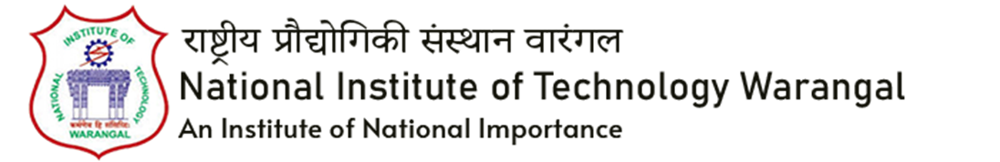 राष्ट्रीय प्रौद्योगिकी संस्थान वारंगल
National Institute of Technology Warangal
An Institute of National Importance
NATIONAL INSTITUTE OF TECHNOLOGY
WARANGAL